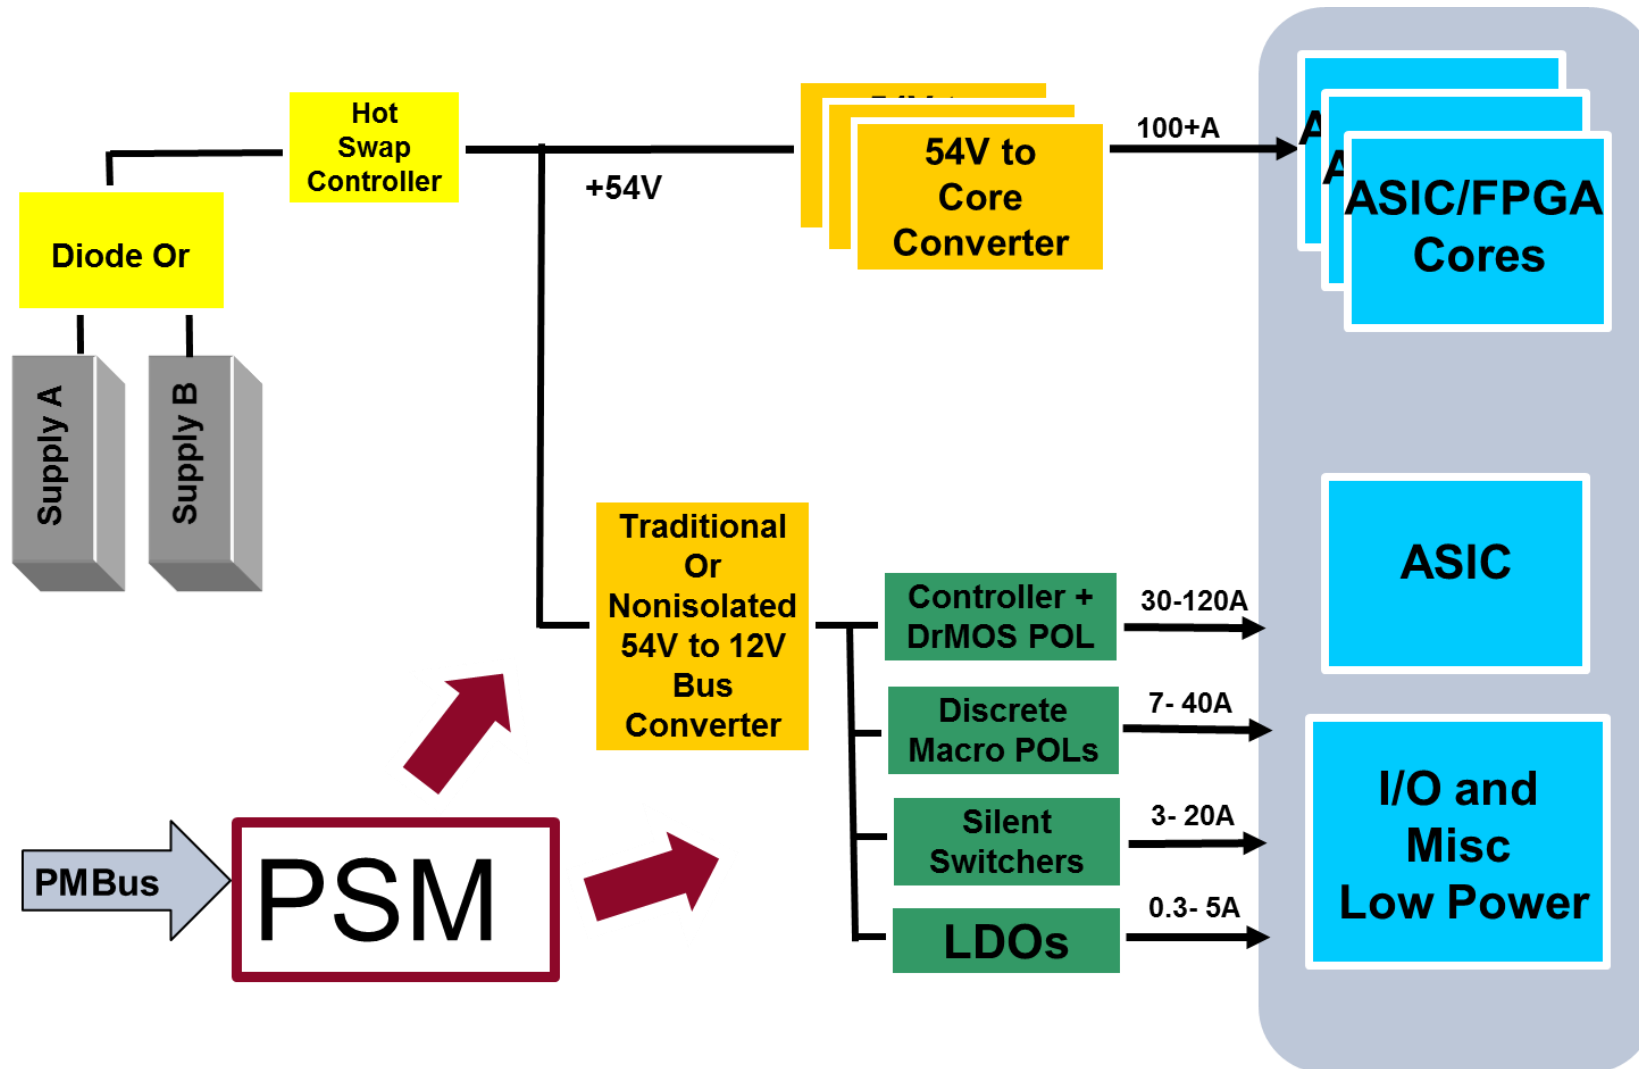 Hot
Swap
Controller
Diode Or
Supply A
Supply B
+54V
54V to
Core
Converter
100+A
ASIC/FPGA
Cores
Traditional
Or
Nonisolated
54V to 12V
Bus
Converter
Controller +
DrMOS POL
30-120A
ASIC
Discrete
Macro POLs
7- 40A
Silent
Switchers
3- 20A
LDOs
0.3- 5A
I/O and
Misc
Low Power
PMBus
PSM